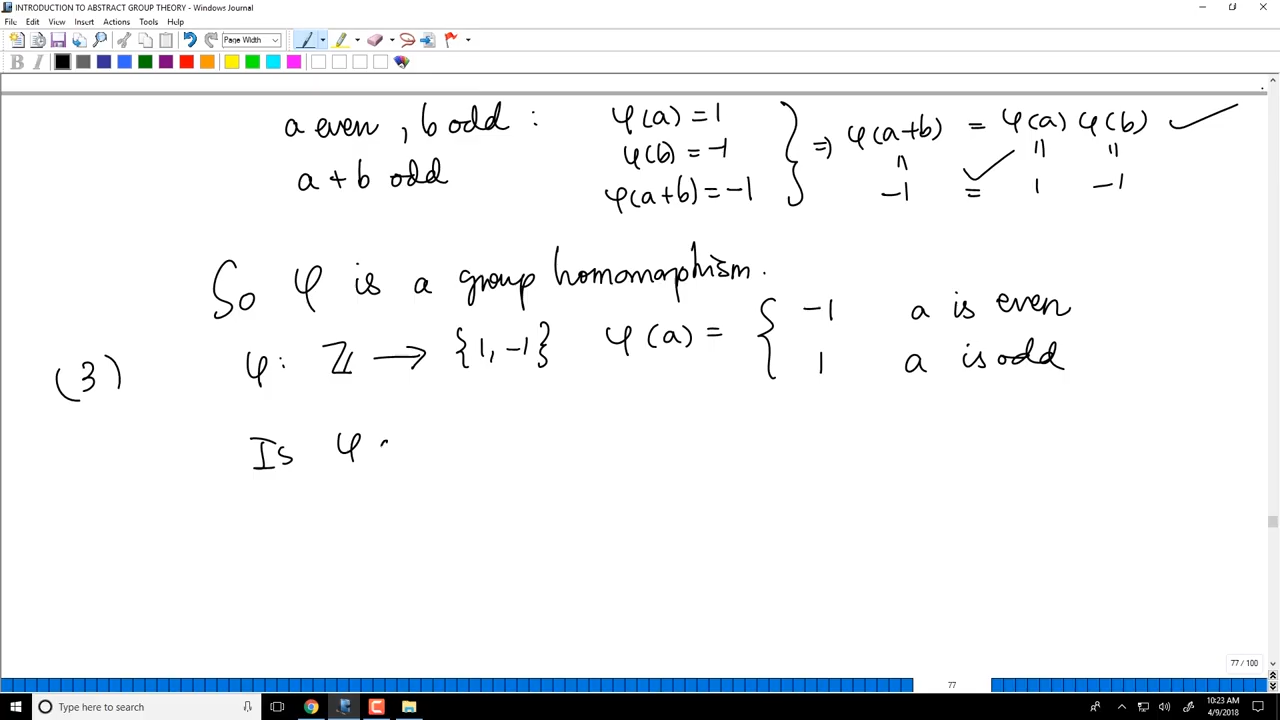 INTRODUCTION TO ABSTRACT GROUP THEORY - Windows Journal
File Edit View Insert Actions Tools Help
Page Width
B I
a even , b odd : φ(a) = 1
φ(b) = -1
a + b odd φ(a+b) = -1
} ⇒ φ(a+b) = φ(a) φ(b) ✓
-1 = 1 -1
So φ is a group homomorphism.
(3) φ: ℤ → {1, -1} φ(a) = { -1 a is even
1 a is odd
Is φ
77 / 100
77
Type here to search
10:23 AM
4/9/2018